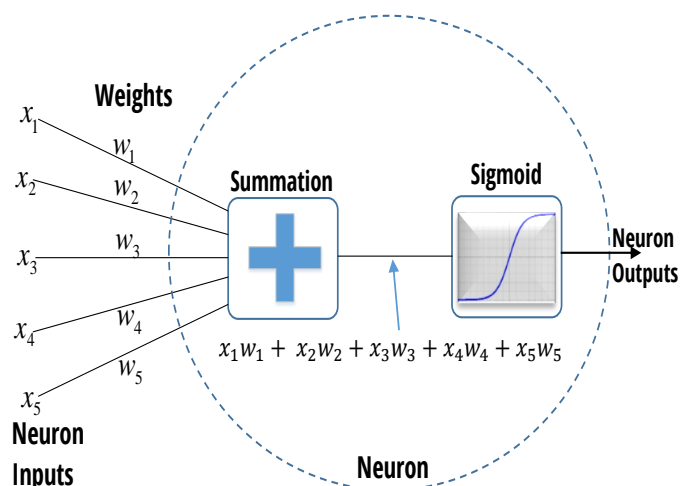 Weights
x₁
w₁
x₂
w₂
Summation
Sigmoid
x₃
w₃
Neuron
Outputs
x₄
w₄
x₁w₁ + x₂w₂ + x₃w₃ + x₄w₄ + x₅w₅
w₅
x₅
Neuron
Inputs
Neuron